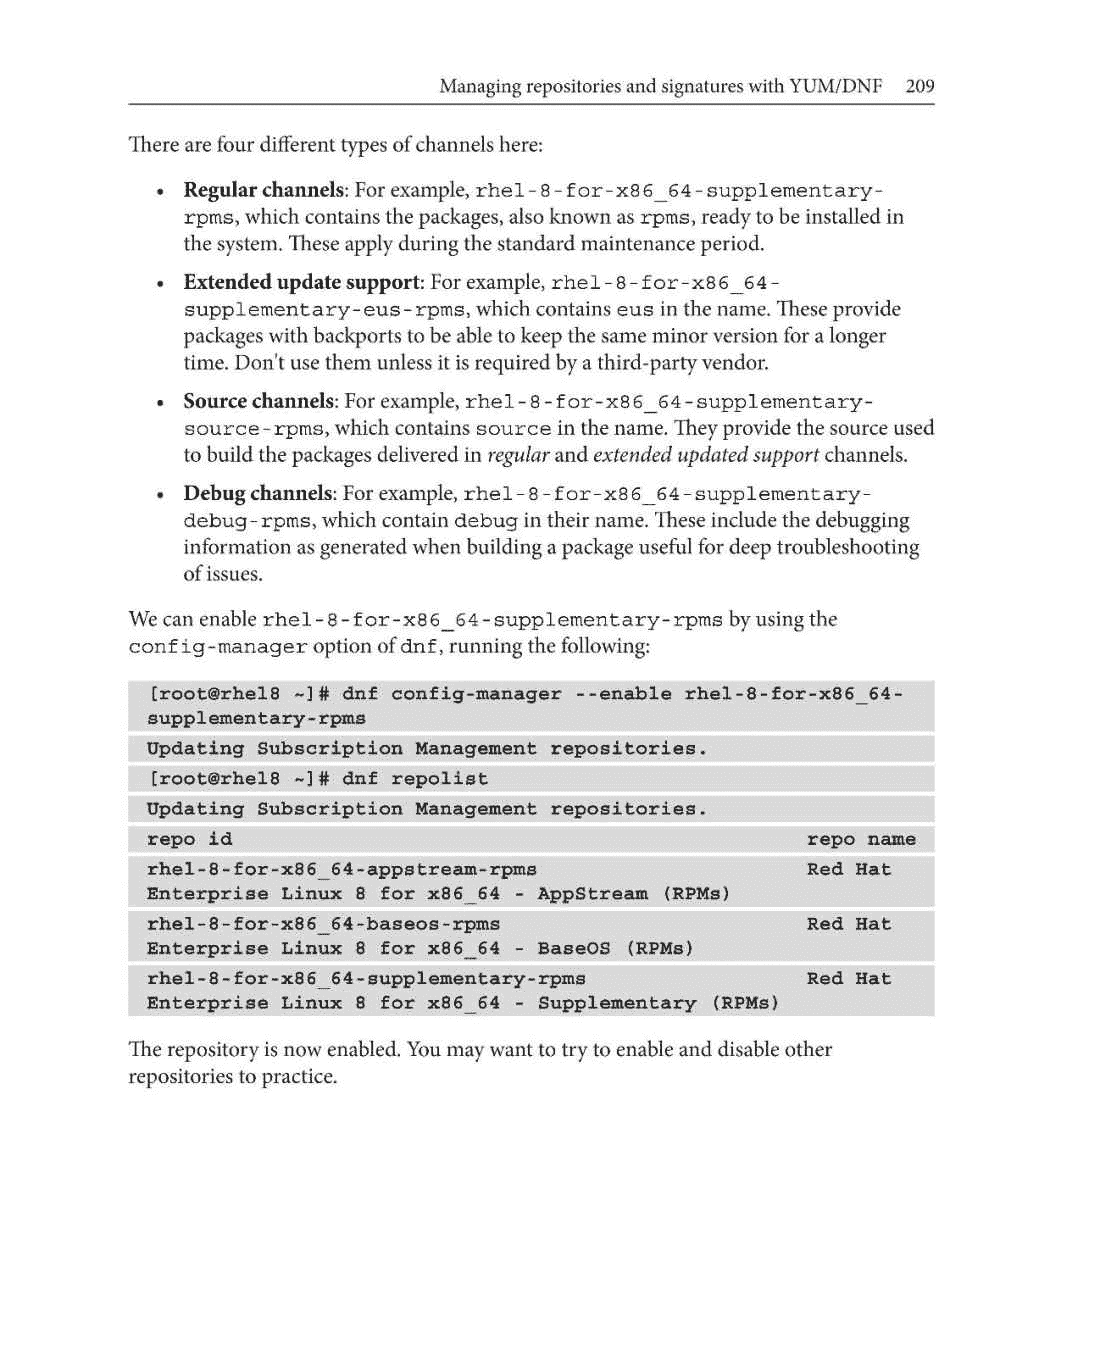 Managing repositories and signatures with YUM/DNF 209
There are four different types of channels here:
• Regular channels: For example, rhel-8-for-x86_64-supplementary-
rpms, which contains the packages, also known as rpms, ready to be installed in
the system. These apply during the standard maintenance period.
• Extended update support: For example, rhel-8-for-x86_64-
supplementary-eus-rpms, which contains eus in the name. These provide
packages with backports to be able to keep the same minor version for a longer
time. Don't use them unless it is required by a third-party vendor.
• Source channels: For example, rhel-8-for-x86_64-supplementary-
source-rpms, which contains source in the name. They provide the source used
to build the packages delivered in regular and extended updated support channels.
• Debug channels: For example, rhel-8-for-x86_64-supplementary-
debug-rpms, which contain debug in their name. These include the debugging
information as generated when building a package useful for deep troubleshooting
of issues.
We can enable rhel-8-for-x86_64-supplementary-rpms by using the
config-manager option of dnf, running the following:
[root@rhel8 ~]# dnf config-manager --enable rhel-8-for-x86_64-
supplementary-rpms
Updating Subscription Management repositories.
[root@rhel8 ~]# dnf repolist
Updating Subscription Management repositories.
repo id repo name
rhel-8-for-x86_64-appstream-rpms Red Hat
Enterprise Linux 8 for x86_64 - AppStream (RPMs)
rhel-8-for-x86_64-baseos-rpms Red Hat
Enterprise Linux 8 for x86_64 - BaseOS (RPMs)
rhel-8-for-x86_64-supplementary-rpms Red Hat
Enterprise Linux 8 for x86_64 - Supplementary (RPMs)
The repository is now enabled. You may want to try to enable and disable other
repositories to practice.